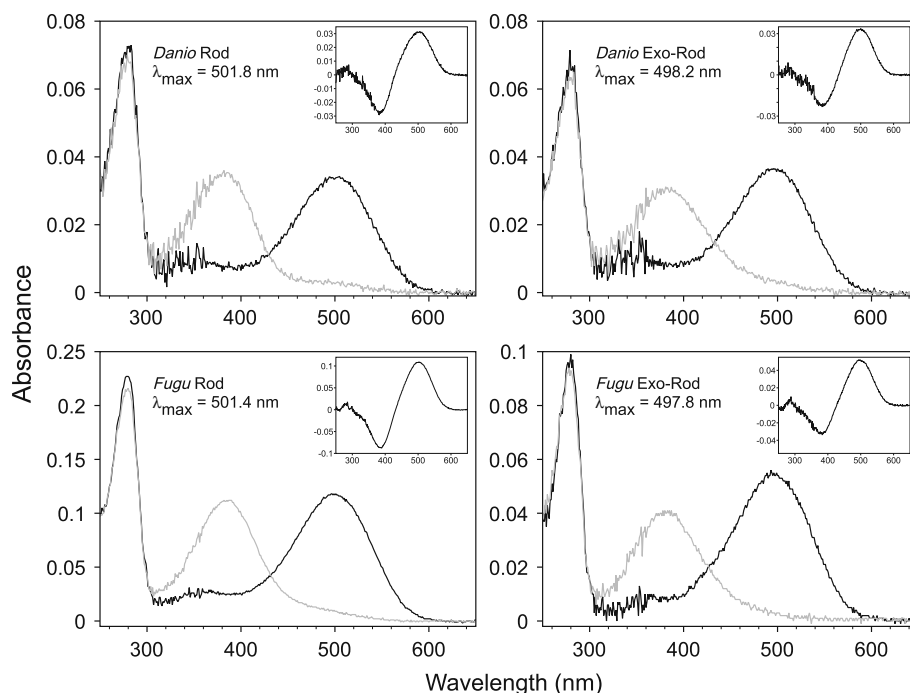 Absorbance
0.08
0.06
0.04
0.02
0
Danio Rod
λmax = 501.8 nm
0.03
0.02
0.01
0.00
-0.01
-0.02
-0.03
300 400 500 600
300 400 500 600
0.08
0.06
0.04
0.02
0
Danio Exo-Rod
λmax = 498.2 nm
0.03
0
-0.03
300 400 500 600
300 400 500 600
0.25
0.2
0.15
0.1
0.05
0
Fugu Rod
λmax = 501.4 nm
0.1
0.05
0
-0.05
-0.1
300 400 500 600
300 400 500 600
0.1
0.08
0.06
0.04
0.02
0
Fugu Exo-Rod
λmax = 497.8 nm
0.04
0.02
0
-0.02
-0.04
300 400 500 600
300 400 500 600
Wavelength (nm)